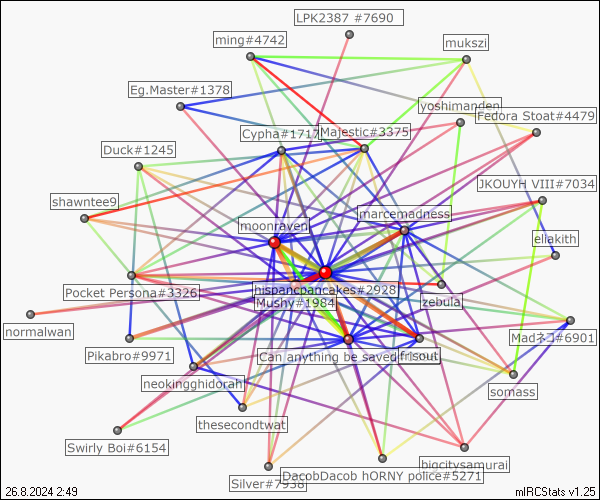 LPK2387 #7690
ming#4742
mukszi
Eg.Master#1378
yoshimanden
Fedora Stoat#4479
Cypha#1717
Majestic#3375
Duck#1245
JKOUYH VIII#7034
shawntee9
marcemadness
moonraven
eliakith
hispancpancakes#2928
Pocket Persona#3326
Mushy#1984
zebula
normalwan
Madネコ#6901
Pikabro#9971
Can anything be saved
frisout
neokingghidorah
somass
thesecondtwat
Swirly Boi#6154
bigcitysamurai
DacobDacob hORNY police#5271
Silver#7938
26.8.2024 2:49
mIRCStats v1.25